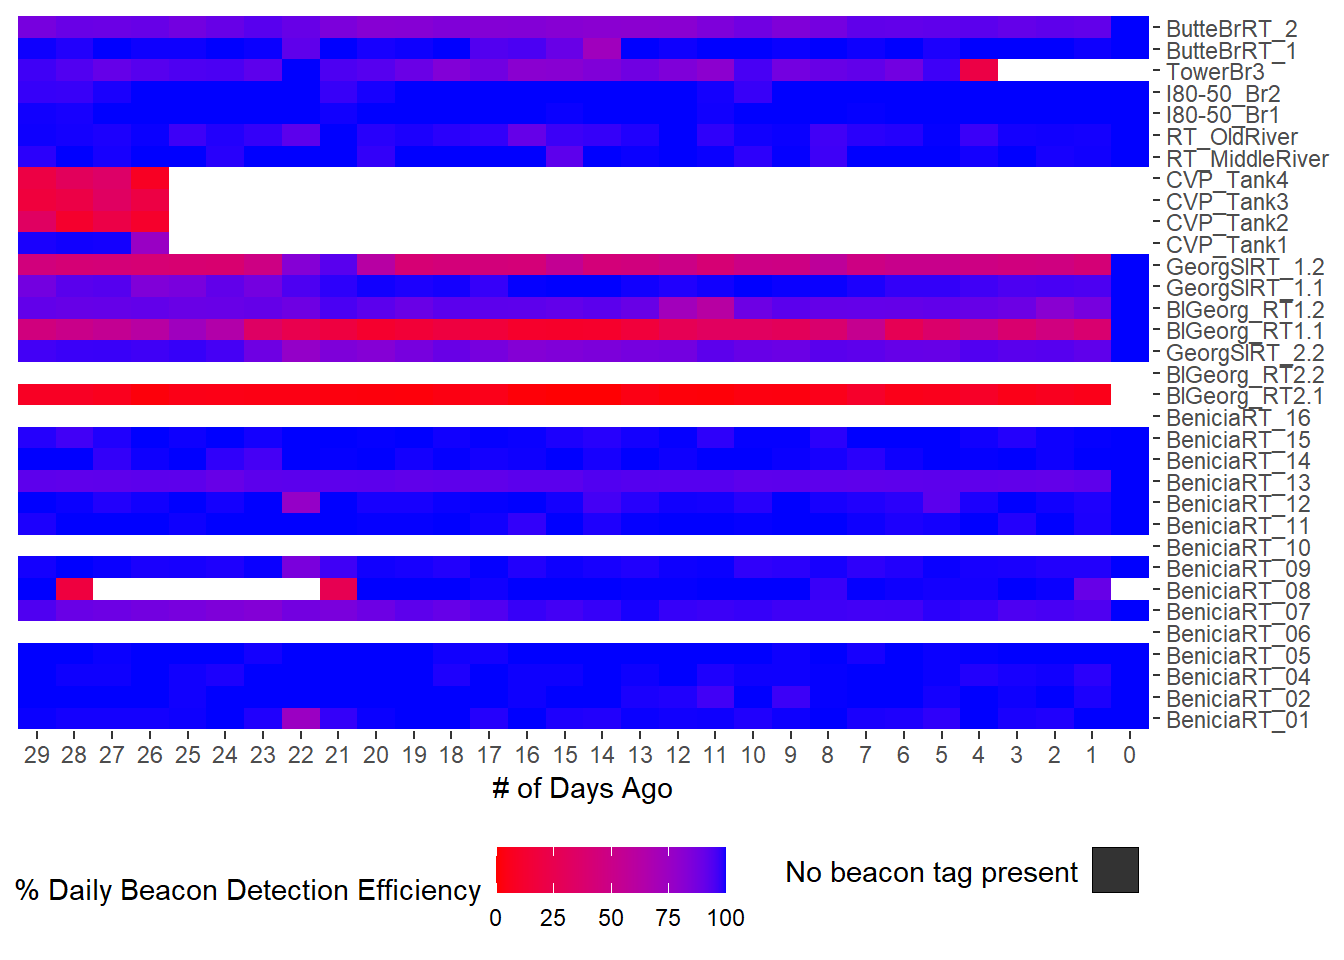 ButteBrRT_2
ButteBrRT_1
TowerBr3
I80-50_Br2
I80-50_Br1
RT_OldRiver
RT_MiddleRiver
CVP_Tank4
CVP_Tank3
CVP_Tank2
CVP_Tank1
GeorgSlRT_1.2
GeorgSlRT_1.1
BlGeorg_RT1.2
BlGeorg_RT1.1
GeorgSlRT_2.2
BlGeorg_RT2.2
BlGeorg_RT2.1
BeniciaRT_16
BeniciaRT_15
BeniciaRT_14
BeniciaRT_13
BeniciaRT_12
BeniciaRT_11
BeniciaRT_10
BeniciaRT_09
BeniciaRT_08
BeniciaRT_07
BeniciaRT_06
BeniciaRT_05
BeniciaRT_04
BeniciaRT_02
BeniciaRT_01
29 28 27 26 25 24 23 22 21 20 19 18 17 16 15 14 13 12 11 10 9 8 7 6 5 4 3 2 1 0
# of Days Ago
% Daily Beacon Detection Efficiency
0 25 50 75 100
No beacon tag present